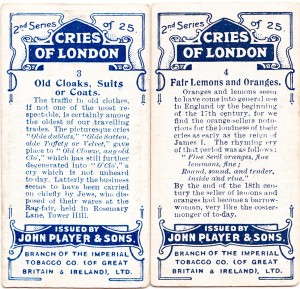 2nd Series of 25.
CRIES
OF LONDON
3
Old Cloaks, Suits
or Coats.
The traffic in old clothes,
if not one of the most re-
spectable, is certainly among
the oldest of our travelling
trades. The picturesque cries
"Olde dublets," "Olde Satten,
olde Taffety or Velvet," gave
place to "Old Cloaks, any old
Clo'," which has still further
degenerated into "O'Clo'," a
cry which is not unheard
to-day. Latterly the business
seems to have been carried
on chiefly by Jews, who dis-
posed of their wares at the
Rag-fair, held in Rosemary
Lane, Tower Hill.
ISSUED BY
JOHN PLAYER & SONS.
BRANCH OF THE IMPERIAL
TOBACCO CO. (OF GREAT
BRITAIN & IRELAND), LTD.
2nd Series of 25.
CRIES
OF LONDON
4
Fair Lemons and Oranges.
Oranges and lemons seem
to have come into general use
in England by the beginning
of the 17th century, for we
find the orange-sellers noto-
rious for the loudness of their
cries as early as the reign of
James I. The rhyming cry
of that period was as follows:
"Fine Sevil oranges, fine
lemmons, fine;
Round, sound, and tender,
inside and rine."
By the end of the 18th cen-
tury the seller of lemons and
oranges had become a barrow-
woman, very like the coster-
monger of to-day.
ISSUED BY
JOHN PLAYER & SONS.
BRANCH OF THE IMPERIAL
TOBACCO CO. (OF GREAT
BRITAIN & IRELAND), LTD.